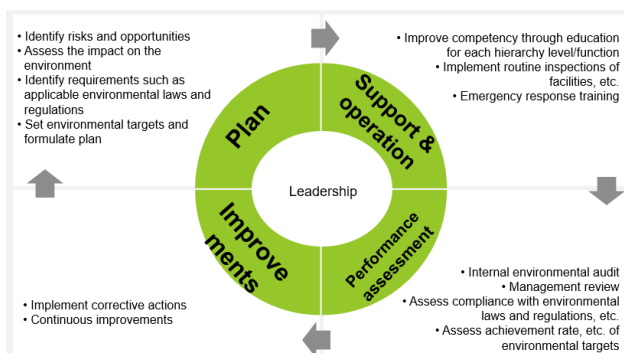 • Identify risks and opportunities
• Assess the impact on the
environment
• Identify requirements such as
applicable environmental laws and
regulations
• Set environmental targets and
formulate plan
• Improve competency through education
for each hierarchy level/function
• Implement routine inspections of
facilities, etc.
• Emergency response training
Plan
Support &
operation
Leadership
Improve
ments
Performance
assessment
• Implement corrective actions
• Continuous improvements
• Internal environmental audit
• Management review
• Assess compliance with environmental
laws and regulations, etc.
• Assess achievement rate, etc. of
environmental targets